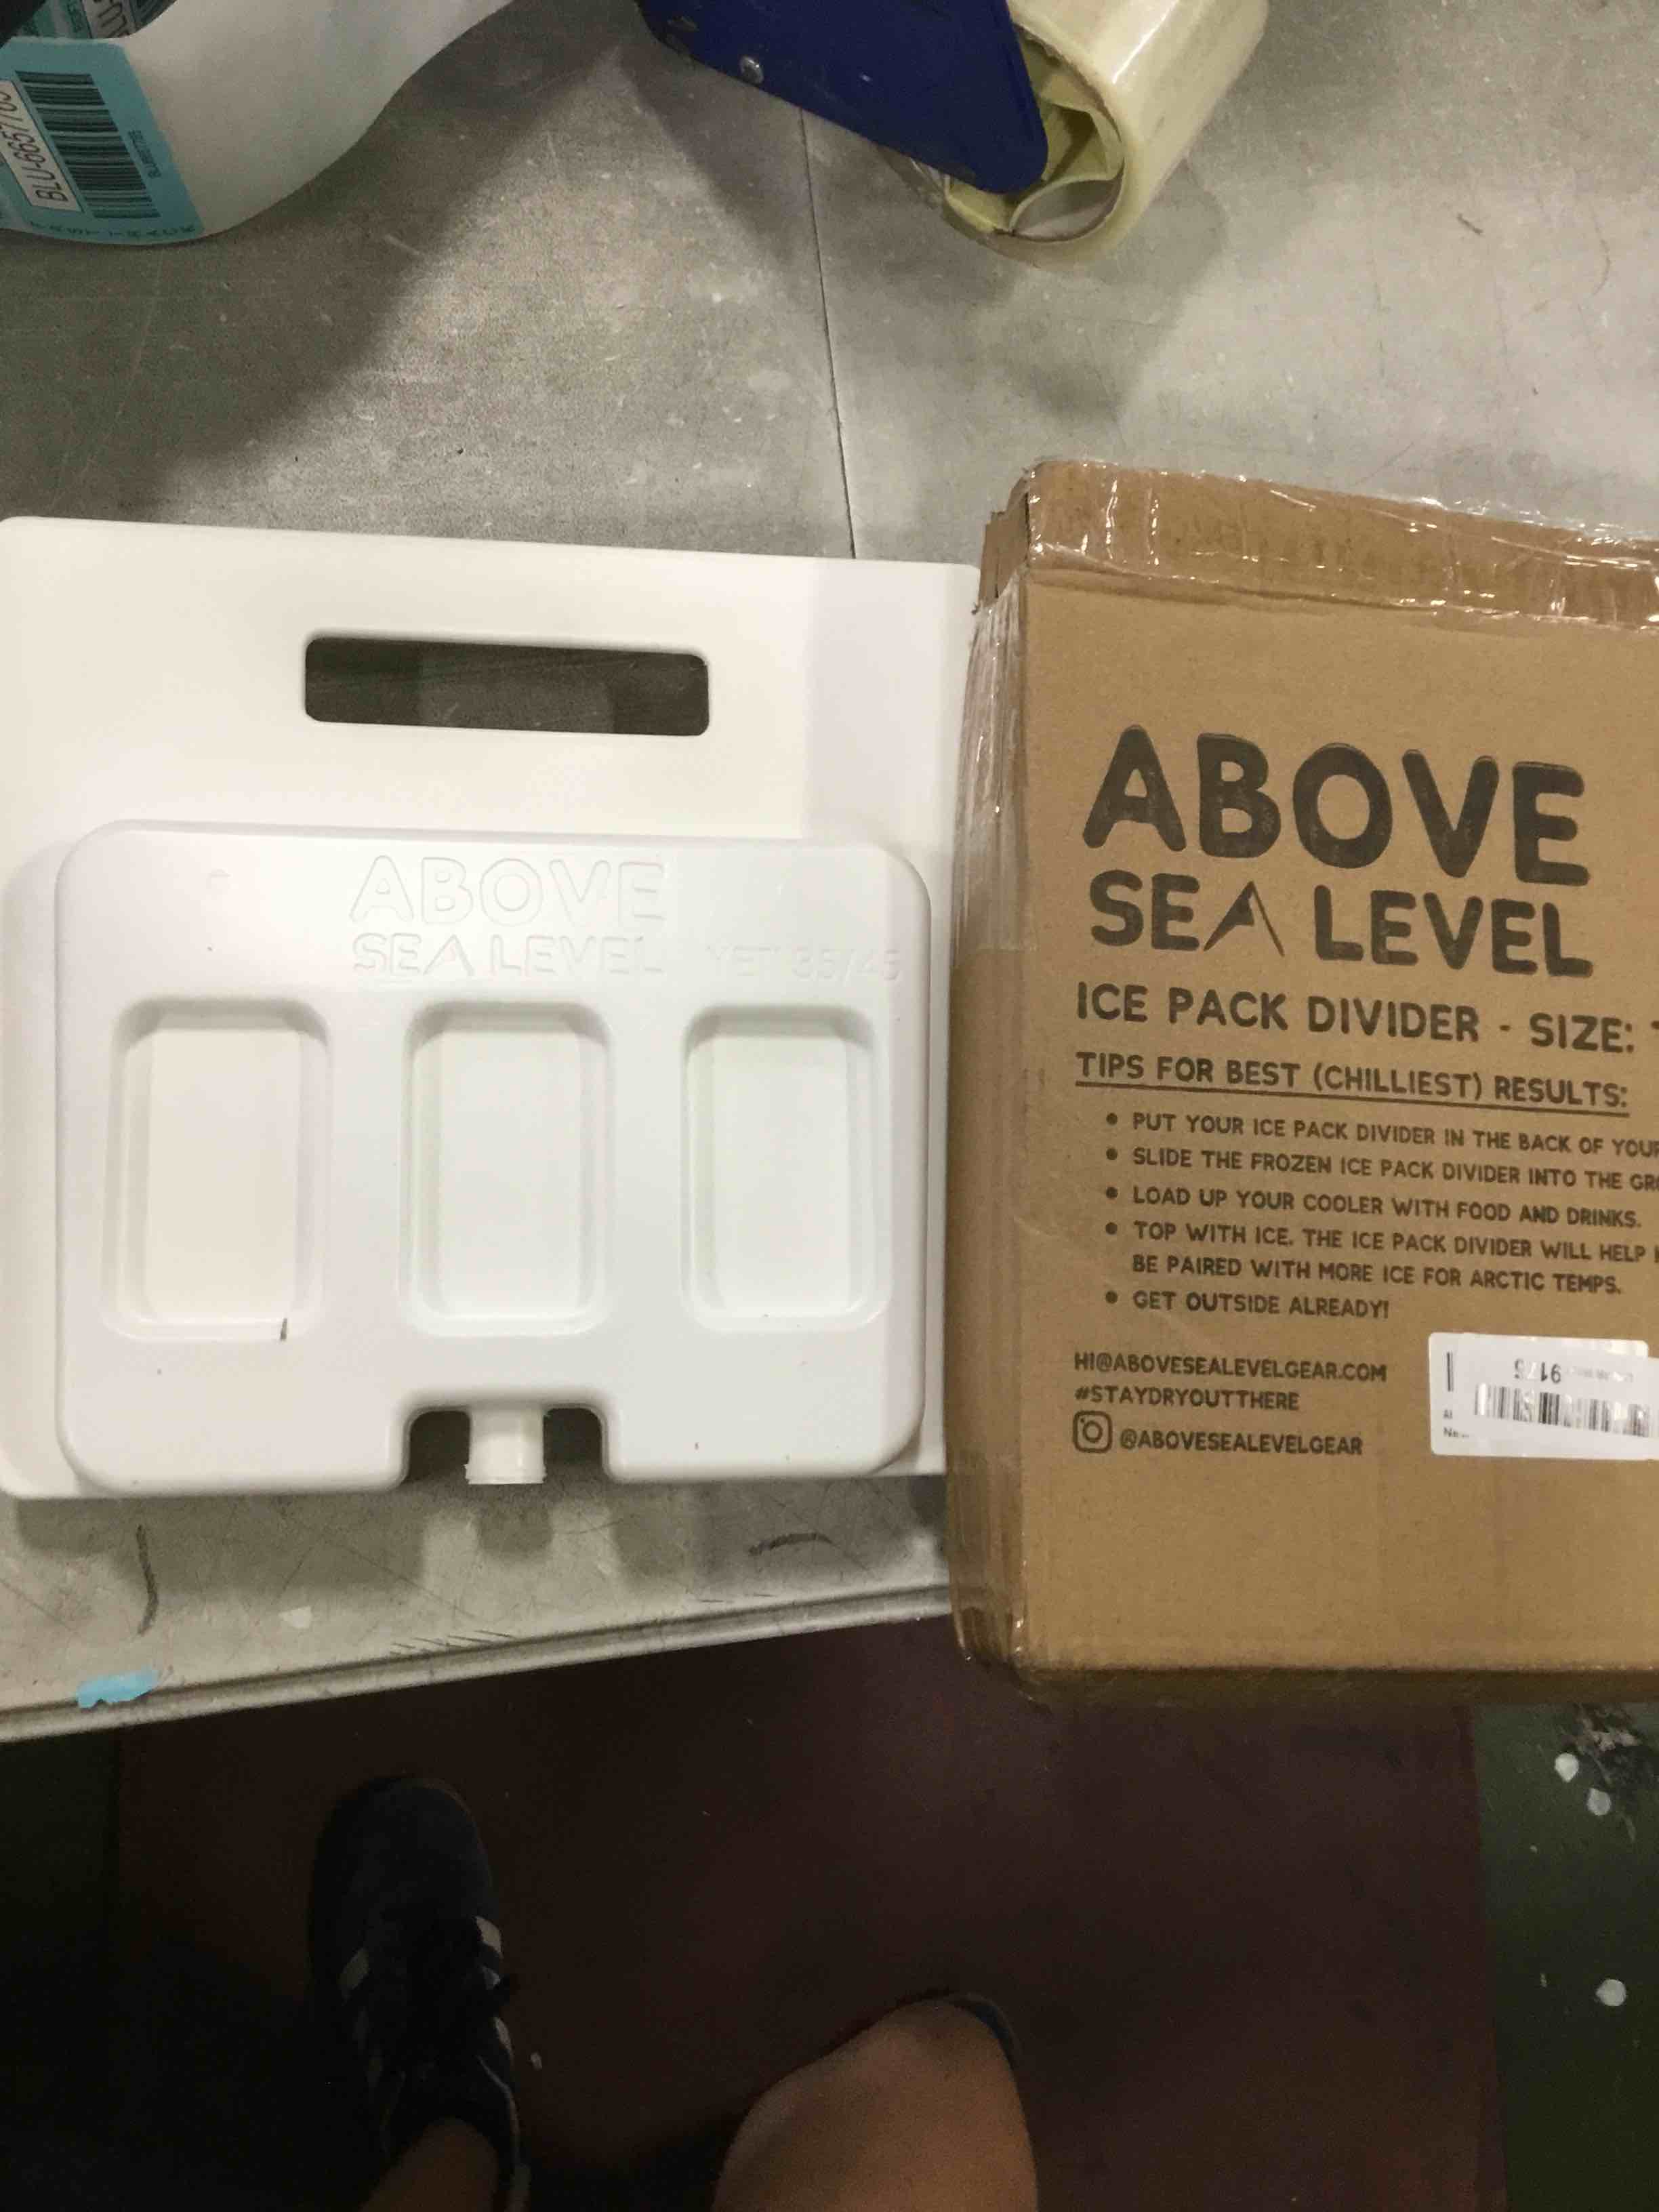 BLU-6657785
ABOVE
SEA LEVEL
YETI 35/45
ABOVE
SEA LEVEL
ICE PACK DIVIDER - SIZE:
TIPS FOR BEST (CHILLIEST) RESULTS:
• PUT YOUR ICE PACK DIVIDER IN THE BACK OF YOUR
• SLIDE THE FROZEN ICE PACK DIVIDER INTO THE
• LOAD UP YOUR COOLER WITH FOOD AND DRINKS.
• TOP WITH ICE. THE ICE PACK DIVIDER WILL HELP
BE PAIRED WITH MORE ICE FOR ARCTIC TEMPS.
• GET OUTSIDE ALREADY!
HI@ABOVESEALEVELGEAR.COM
#STAYDRYOUTTHERE
@ABOVESEALEVELGEAR